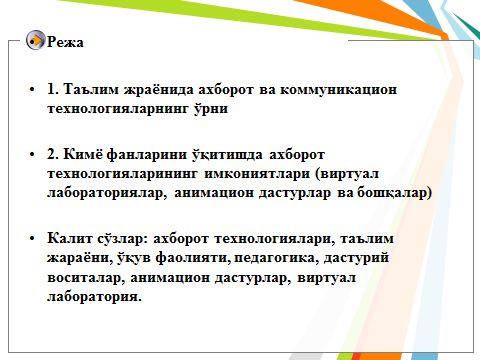 Режа
• 1. Таълим жраёнида ахборот ва коммуникацион
технологияларнинг ўрни
• 2. Кимё фанларини ўқитишда ахборот
технологияларининг имкониятлари (виртуал
лабораториялар, анимацион дастурлар ва бошқалар)
• Калит сўзлар: ахборот технологиялари, таълим
жараёни, ўқув фаолияти, педагогика, дастурий
воситалар, анимацион дастурлар, виртуал
лаборатория.